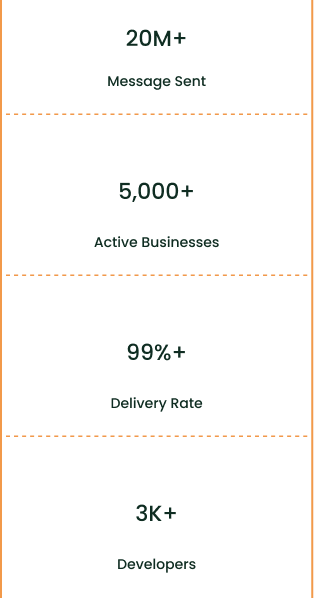 20M+
Message Sent
5,000+
Active Businesses
99%+
Delivery Rate
3K+
Developers